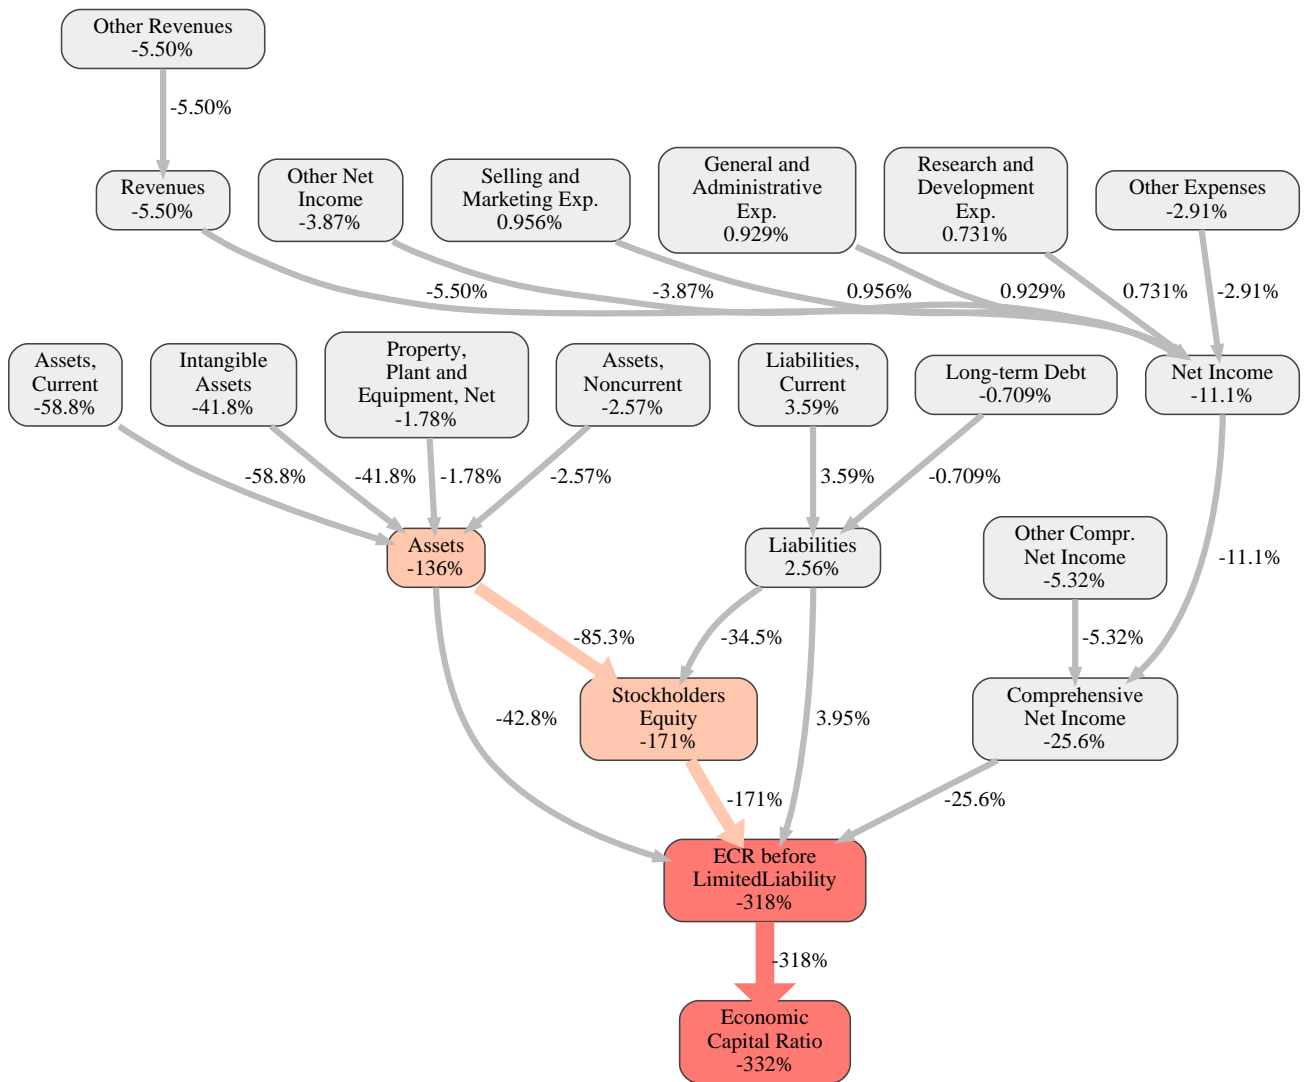 Other Revenues
-5.50%
-5.50%
Revenues
-5.50%
Other Net
Income
-3.87%
Selling and
Marketing Exp.
0.956%
General and
Administrative
Exp.
0.929%
Research and
Development
Exp.
0.731%
Other Expenses
-2.91%
-5.50%
-3.87%
0.956%
0.929%
0.731%
-2.91%
Assets,
Current
-58.8%
Intangible
Assets
-41.8%
Property,
Plant and
Equipment, Net
-1.78%
Assets,
Noncurrent
-2.57%
Liabilities,
Current
3.59%
Long-term Debt
-0.709%
Net Income
-11.1%
-58.8%
-41.8%
-1.78%
-2.57%
3.59%
-0.709%
-11.1%
Assets
-136%
Liabilities
2.56%
Other Compr.
Net Income
-5.32%
-85.3%
-34.5%
-5.32%
-42.8%
Stockholders
Equity
-171%
3.95%
Comprehensive
Net Income
-25.6%
-171%
-25.6%
ECR before
LimitedLiability
-318%
-318%
Economic
Capital Ratio
-332%